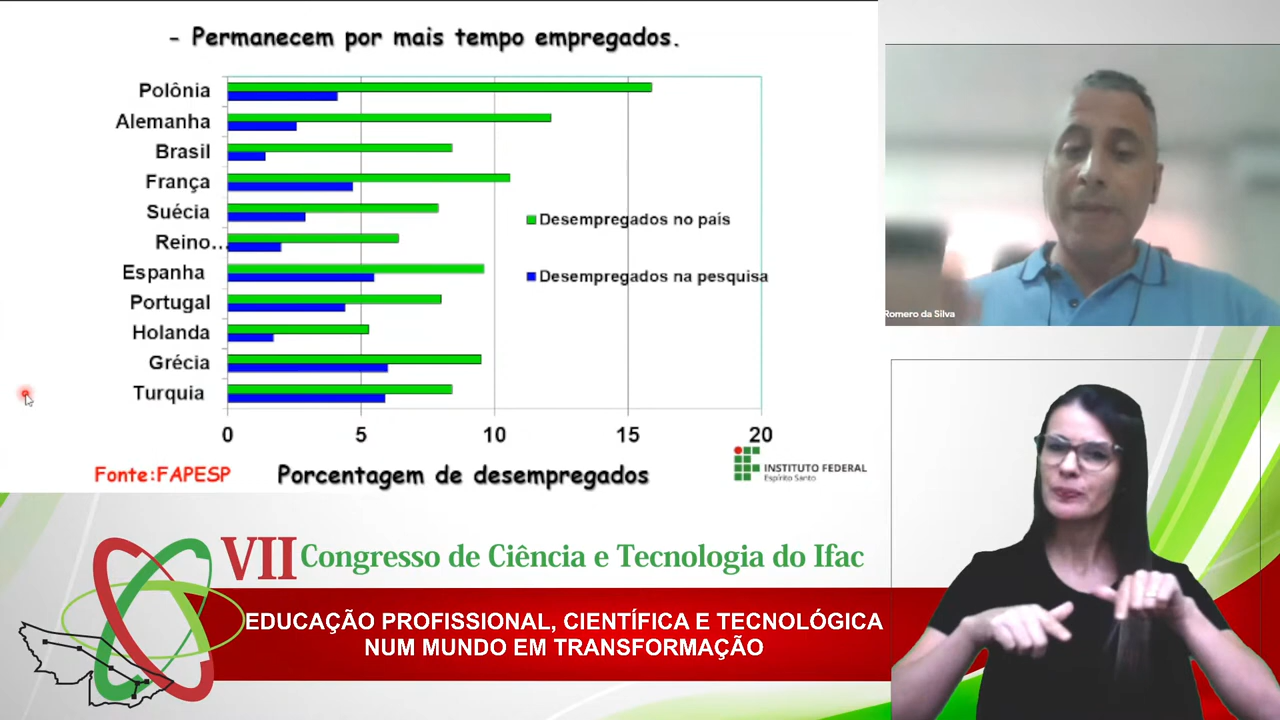 - Permanecem por mais tempo empregados.
Polônia
Alemanha
Brasil
França
Suécia
Reino...
Espanha
Portugal
Holanda
Grécia
Turquia
Desempregados no país
Desempregados na pesquisa
0 5 10 15 20
Fonte:FAPESP
Porcentagem de desempregados
INSTITUTO FEDERAL
Espírito Santo
Romero da Silva
VII Congresso de Ciência e Tecnologia do Ifac
EDUCAÇÃO PROFISSIONAL, CIENTÍFICA E TECNOLÓGICA
NUM MUNDO EM TRANSFORMAÇÃO